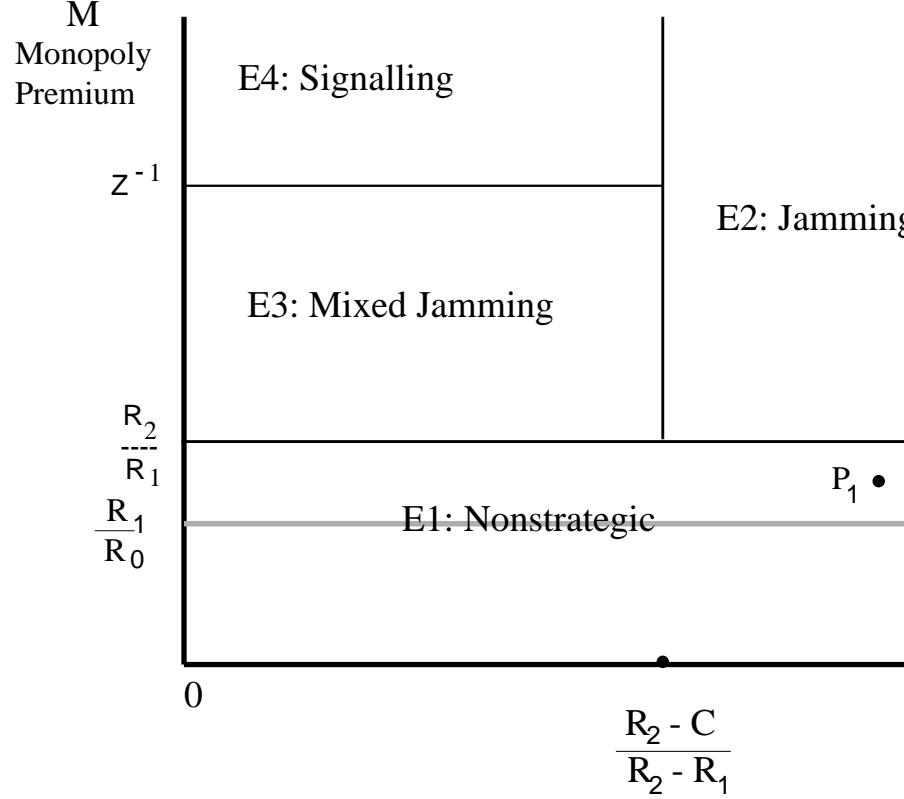 M
Monopoly
Premium
E4: Signalling
Z⁻¹
E2: Jamming
E3: Mixed Jamming
R₂
----
R₁
P₁
R₁
E1: Nonstrategic
R₀
0
R₂ - C
R₂ - R₁